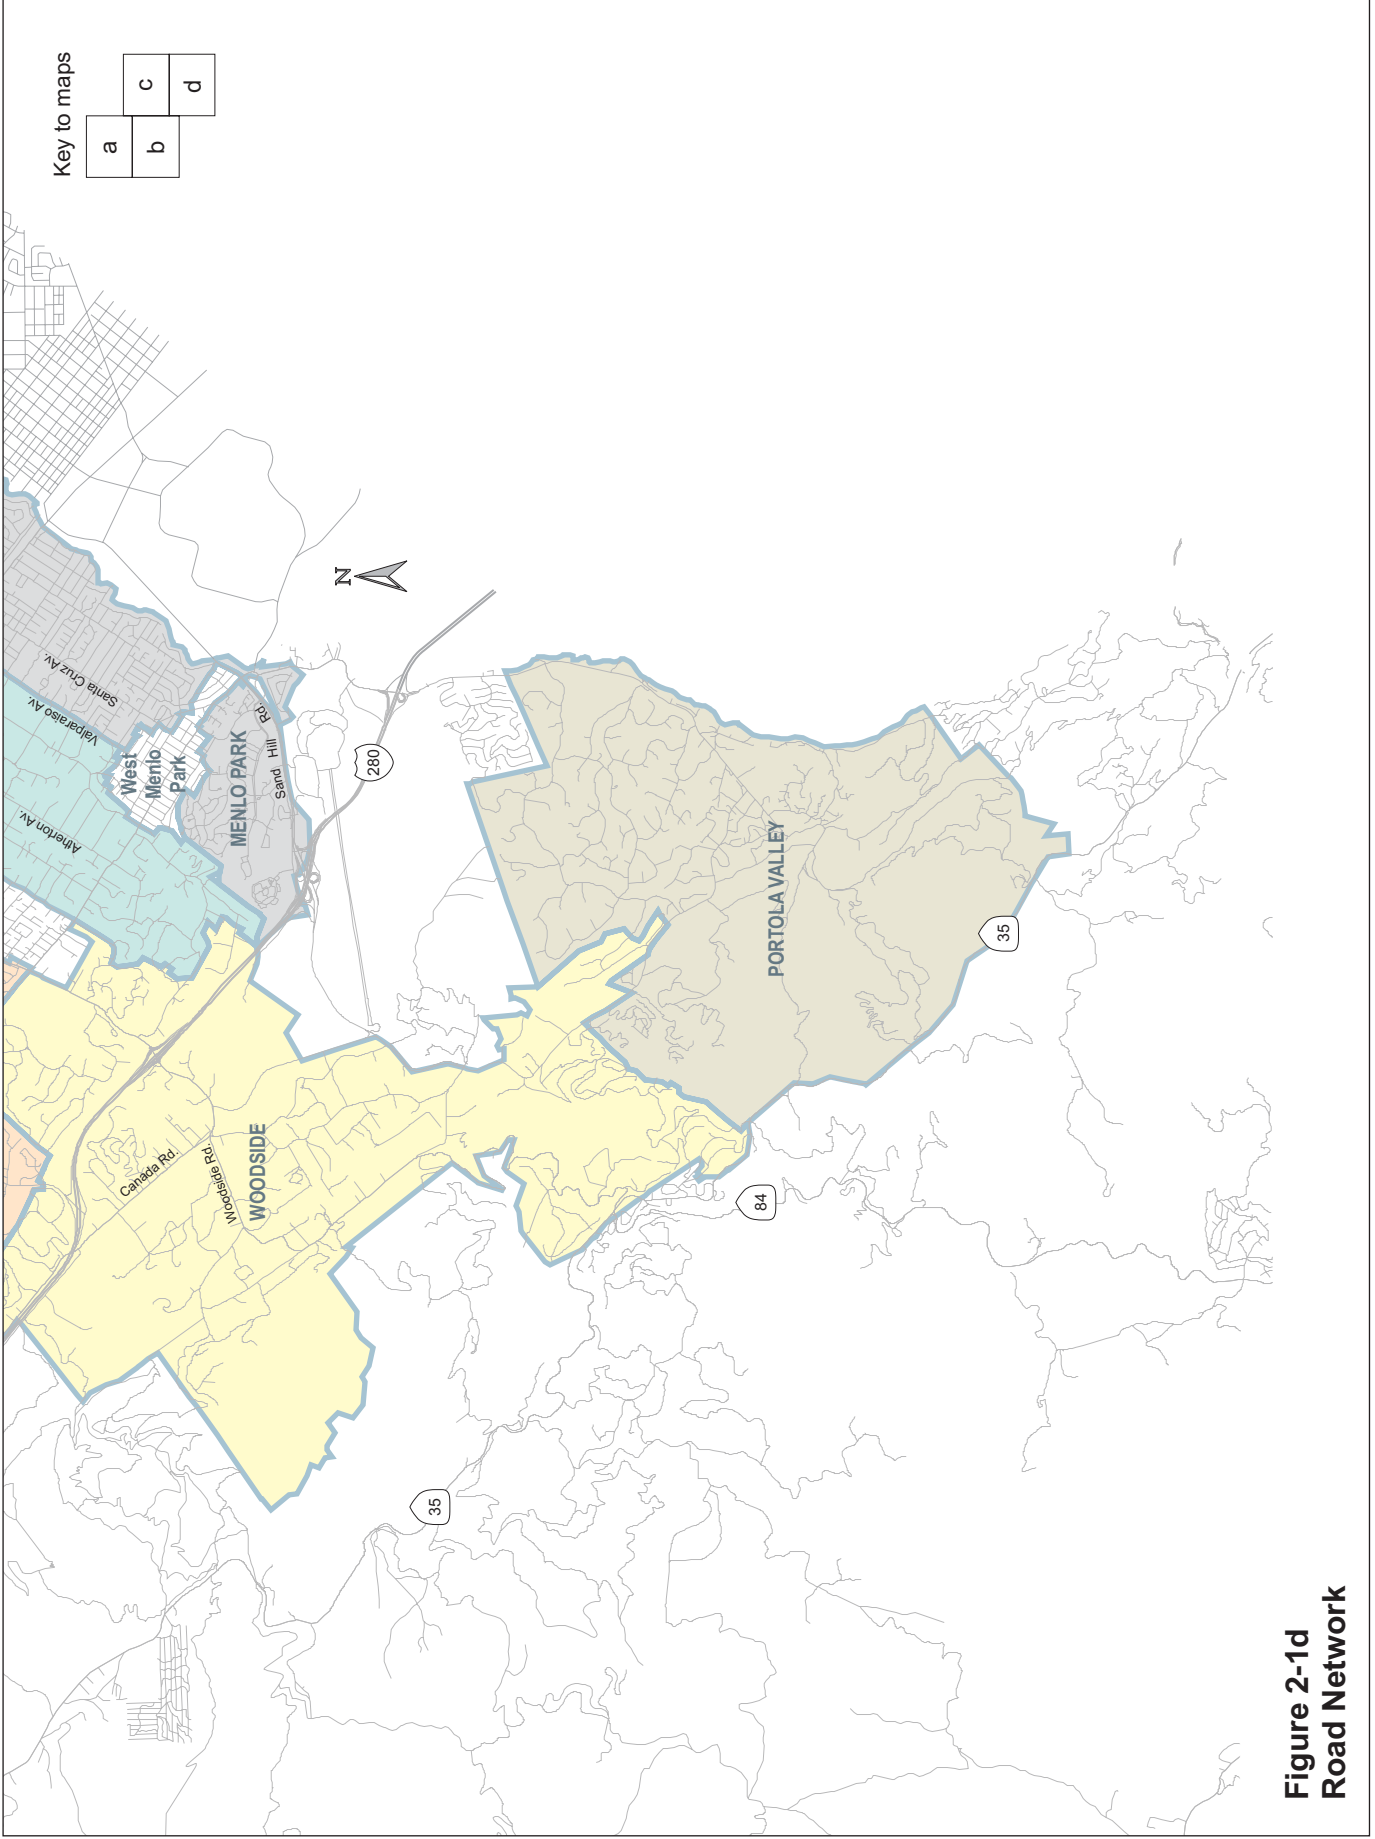 Key to maps
a
b
c
d
Santa Cruz Av.
Valparaiso Av.
Atherton Av.
West
Menlo
Park
MENLO PARK
Sand Hill Rd.
N
280
Canada Rd.
Woodside Rd.
WOODSIDE
PORTOLA VALLEY
35
84
35
Figure 2-1d
Road Network